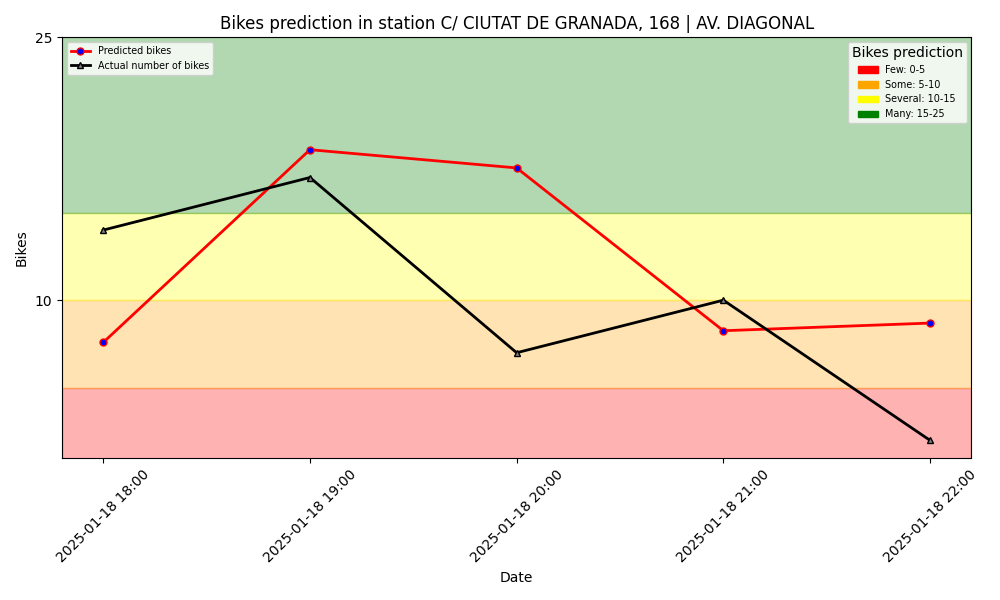 Bikes prediction in station C/ CIUTAT DE GRANADA, 168 | AV. DIAGONAL
25
Predicted bikes
Actual number of bikes
Bikes prediction
Few: 0-5
Some: 5-10
Several: 10-15
Many: 15-25
Bikes
10
2025-01-18 18:00
2025-01-18 19:00
2025-01-18 20:00
2025-01-18 21:00
2025-01-18 22:00
Date